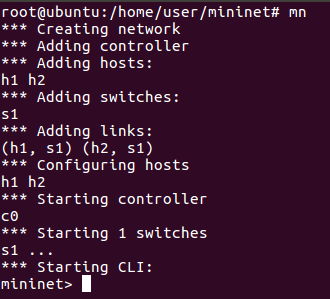 root@ubuntu:/home/user/mininet# mn
*** Creating network
*** Adding controller
*** Adding hosts:
h1 h2
*** Adding switches:
s1
*** Adding links:
(h1, s1) (h2, s1)
*** Configuring hosts
h1 h2
*** Starting controller
c0
*** Starting 1 switches
s1 ...
*** Starting CLI:
mininet>